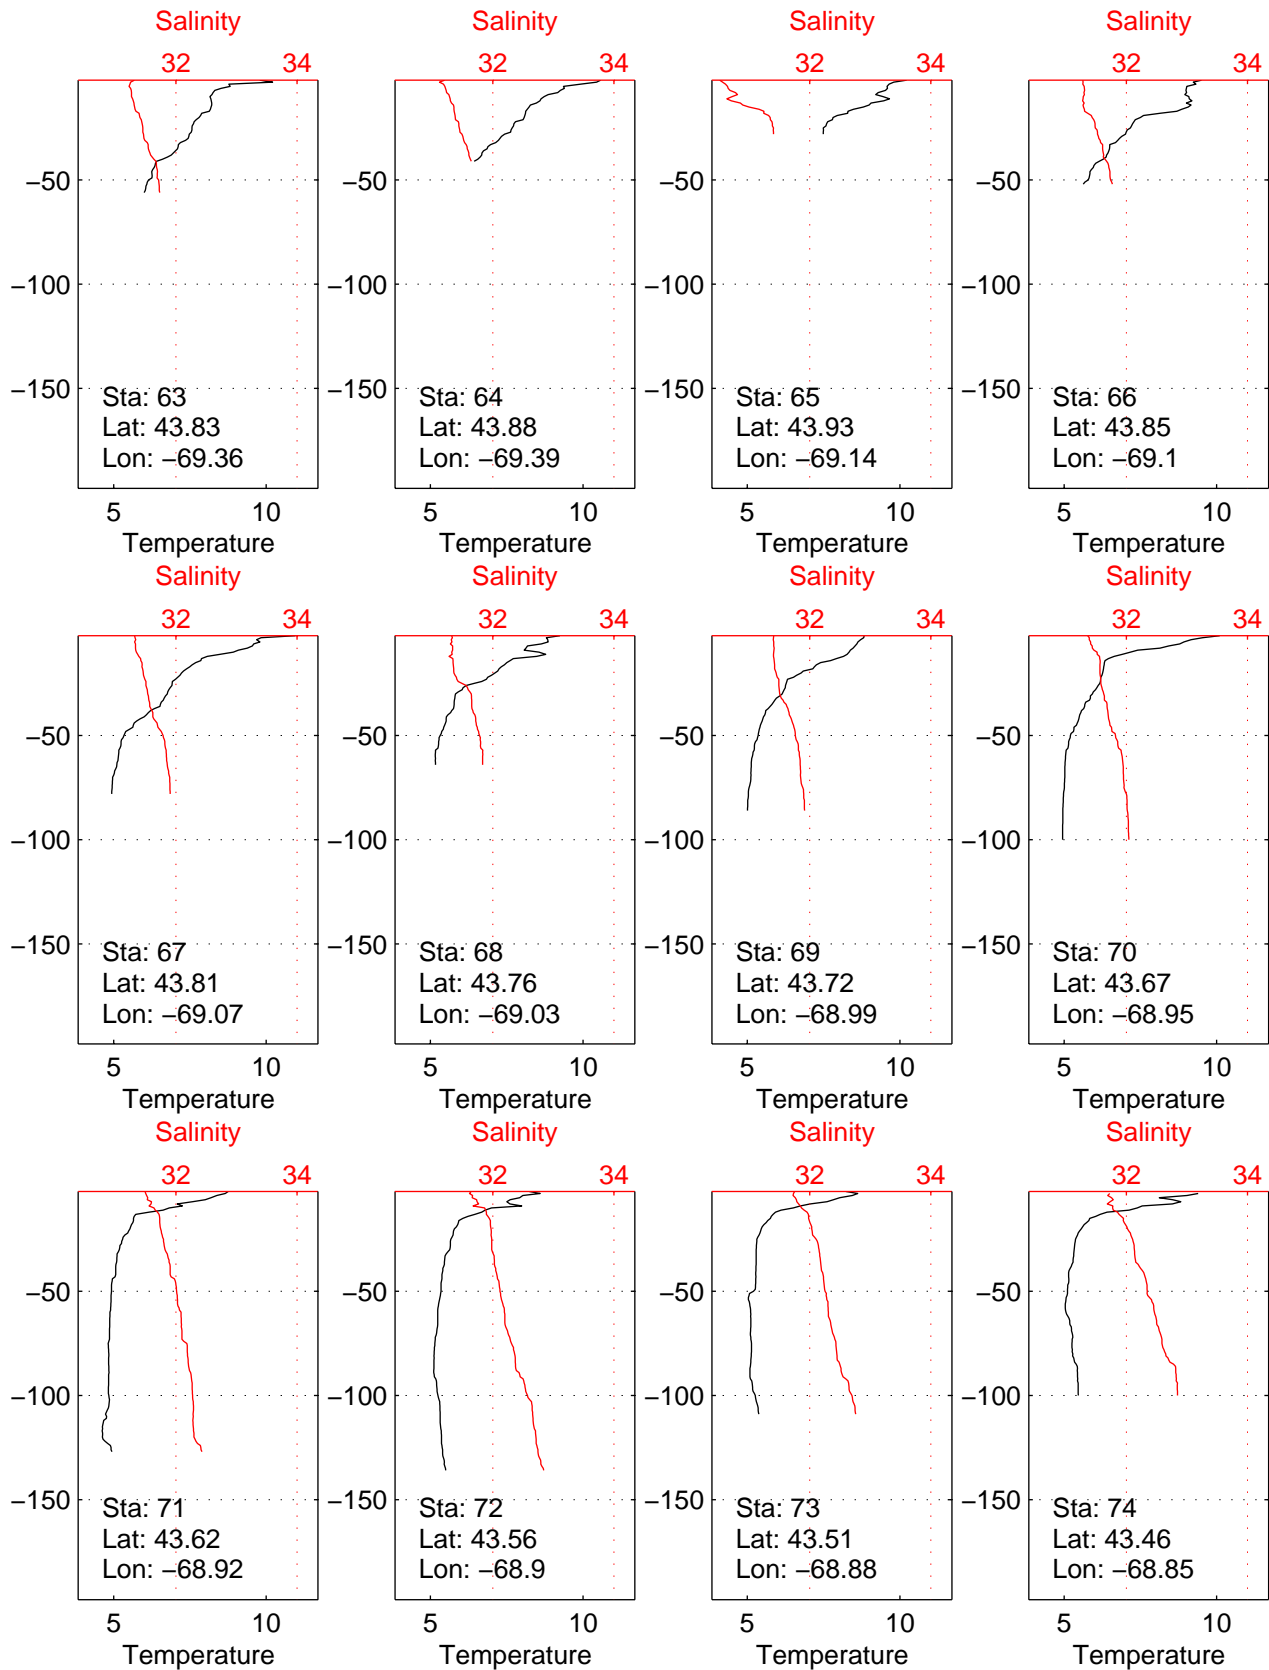 Salinity Salinity Salinity Salinity
32 34 32 34 32 34 32 34
−50 −50 −50 −50
−100 −100 −100 −100
−150 −150 −150 −150
Sta: 63 Sta: 64 Sta: 65 Sta: 66
Lat: 43.83 Lat: 43.88 Lat: 43.93 Lat: 43.85
Lon: −69.36 Lon: −69.39 Lon: −69.14 Lon: −69.1
5 10 5 10 5 10 5 10
Temperature Temperature Temperature Temperature
Salinity Salinity Salinity Salinity
32 34 32 34 32 34 32 34
−50 −50 −50 −50
−100 −100 −100 −100
−150 −150 −150 −150
Sta: 67 Sta: 68 Sta: 69 Sta: 70
Lat: 43.81 Lat: 43.76 Lat: 43.72 Lat: 43.67
Lon: −69.07 Lon: −69.03 Lon: −68.99 Lon: −68.95
5 10 5 10 5 10 5 10
Temperature Temperature Temperature Temperature
Salinity Salinity Salinity Salinity
32 34 32 34 32 34 32 34
−50 −50 −50 −50
−100 −100 −100 −100
−150 −150 −150 −150
Sta: 71 Sta: 72 Sta: 73 Sta: 74
Lat: 43.62 Lat: 43.56 Lat: 43.51 Lat: 43.46
Lon: −68.92 Lon: −68.9 Lon: −68.88 Lon: −68.85
5 10 5 10 5 10 5 10
Temperature Temperature Temperature Temperature